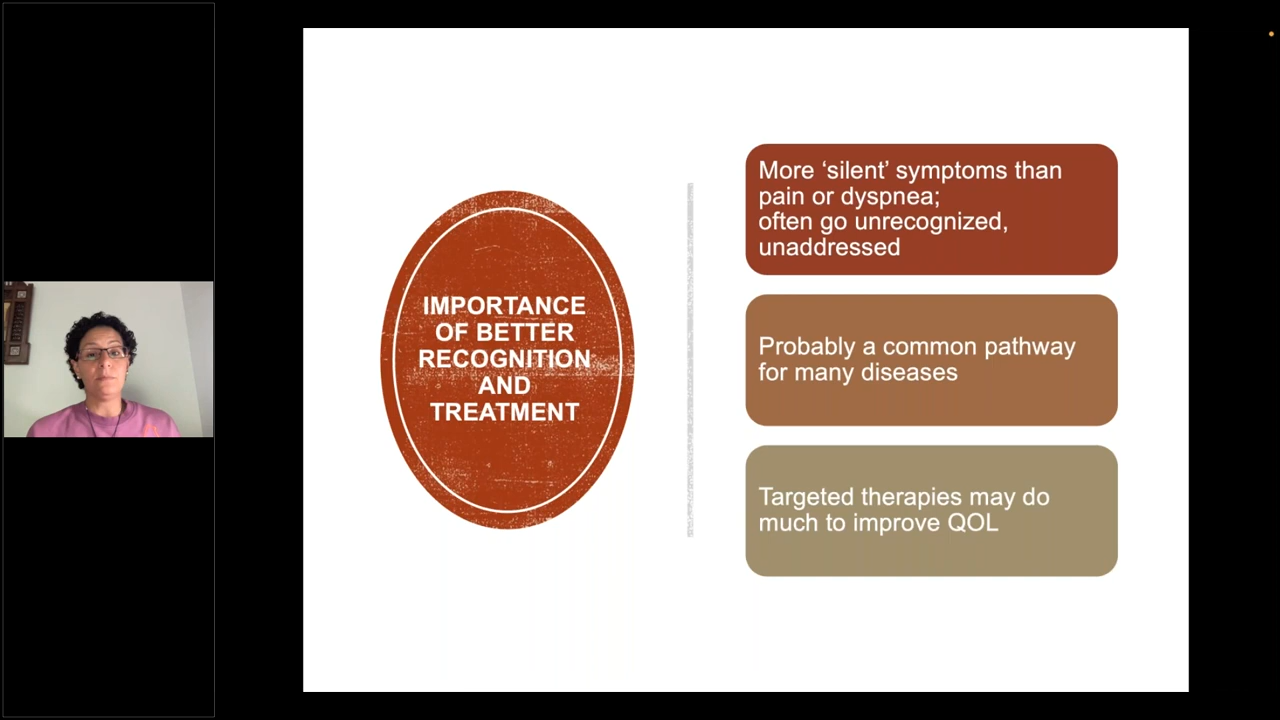 IMPORTANCE
OF BETTER
RECOGNITION
AND
TREATMENT
More ‘silent’ symptoms than
pain or dyspnea;
often go unrecognized,
unaddressed
Probably a common pathway
for many diseases
Targeted therapies may do
much to improve QOL